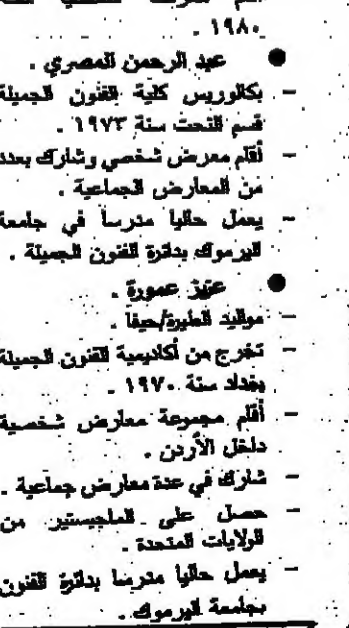 ١٩٨٠ .
● عبد الرحمن المصري .
- بكالوريس كلية الفنون الجميلة
قسم النحت سنة ١٩٧٣ .
- أقام معرض شخصي وشارك بعدد
من المعارض الجماعية .
- يعمل حاليا مدرساً في جامعة
اليرموك بدائرة الفنون الجميلة .
● عزيز عمورة .
- مواليد الطيرة/حيفا .
- تخرج من أكاديمية الفنون الجميلة
بغداد سنة ١٩٧٠ .
- أقام مجموعة معارض شخصية
داخل الأردن .
- شارك في عدة معارض جماعية .
- حصل على الماجيستير من
الولايات المتحدة .
- يعمل حاليا مدرسا بدائرة الفنون
بجامعة اليرموك .